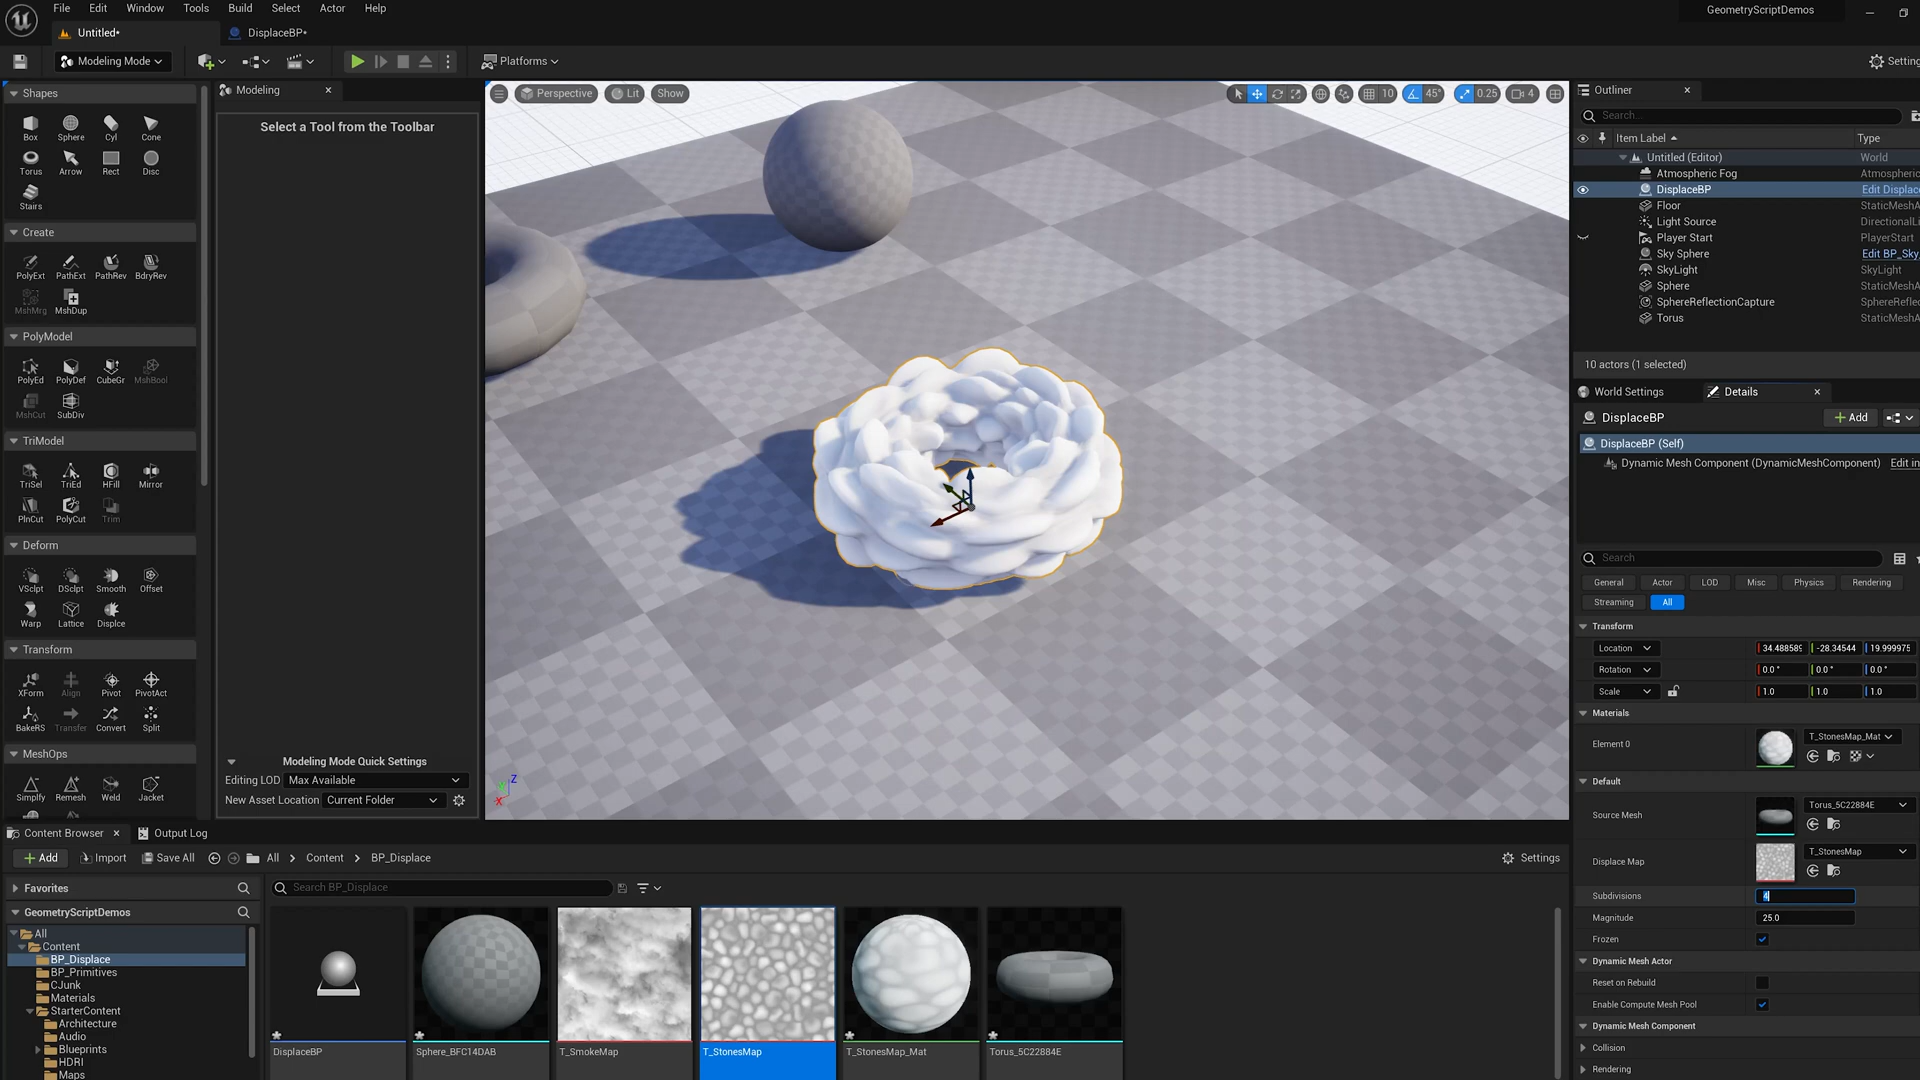 File Edit Window Tools Build Select Actor Help
GeometryScriptDemos
Untitled*
DisplaceBP*
Modeling Mode
Platforms
Setting
Shapes
Box Sphere Cyl Cone
Torus Arrow Rect Disc
Stairs
Create
PolyExt PathExt PathRev BdryRev
MshMrg MshDup
PolyModel
PolyEd PolyDef CubeGr MshBool
MshCut SubDiv
TriModel
TriSel TriEd HFill Mirror
PlnCut PolyCut Trim
Deform
VSclpt DSclpt Smooth Offset
Warp Lattice Displce
Transform
XForm Align Pivot PivotAct
BakeRS Transfer Convert Split
MeshOps
Simplfy Remesh Weld Jacket
Modeling
Select a Tool from the Toolbar
Modeling Mode Quick Settings
Editing LOD Max Available
New Asset Location Current Folder
Perspective Lit Show
10 45° 0.25 4
Z
X
Outliner
Search...
Item Label Type
Untitled (Editor) World
Atmospheric Fog Atmospheric
DisplaceBP Edit Displac
Floor StaticMeshA
Light Source DirectionalLi
Player Start PlayerStart
Sky Sphere Edit BP_Sky
SkyLight SkyLight
Sphere StaticMeshA
SphereReflectionCapture SphereReflec
Torus StaticMeshA
10 actors (1 selected)
World Settings Details
DisplaceBP Add
DisplaceBP (Self)
Dynamic Mesh Component (DynamicMeshComponent) Edit in
Search
General Actor LOD Misc Physics Rendering
Streaming All
Transform
Location 34.488589 -28.34544 19.999975
Rotation 0.0° 0.0° 0.0°
Scale 1.0 1.0 1.0
Materials
Element 0 T_StonesMap_Mat
Default
Source Mesh Torus_5C22884E
Displace Map T_StonesMap
Subdivisions 4
Magnitude 25.0
Frozen
Dynamic Mesh Actor
Reset on Rebuild
Enable Compute Mesh Pool
Dynamic Mesh Component
Collision
Rendering
Content Browser Output Log
Add Import Save All All Content BP_Displace Settings
Favorites
GeometryScriptDemos
All
Content
BP_Displace
BP_Primitives
CJunk
Materials
StarterContent
Architecture
Audio
Blueprints
HDRI
Maps
Search BP_Displace
DisplaceBP Sphere_BFC14DAB T_SmokeMap T_StonesMap T_StonesMap_Mat Torus_5C22884E